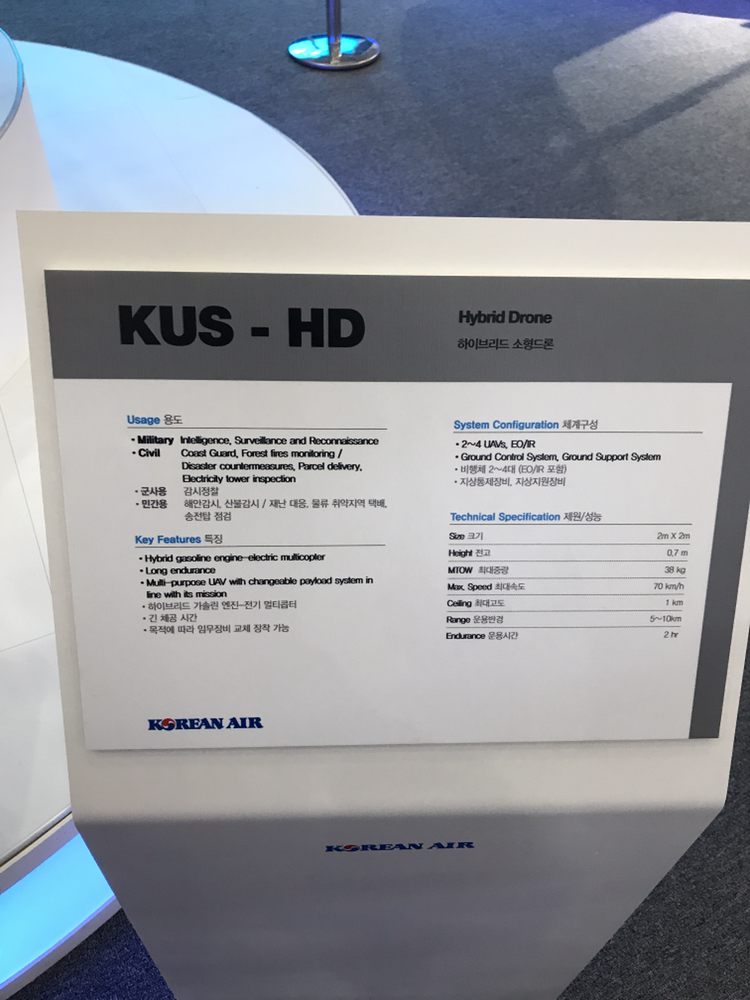 KUS - HD
Hybrid Drone
하이브리드 소형드론
Usage 용도
• Military Intelligence, Surveillance and Reconnaissance
• Civil Coast Guard, Forest fires monitoring /
Disaster countermeasures, Parcel delivery,
Electricity tower inspection
• 군사용 감시정찰
• 민간용 해안감시, 산불감시 / 재난 대응, 물류 취약지역 택배,
송전탑 점검
Key Features 특징
• Hybrid gasoline engine-electric multicopter
• Long endurance
• Multi-purpose UAV with changeable payload system in
line with its mission
• 하이브리드 가솔린 엔진-전기 멀티콥터
• 긴 체공 시간
• 목적에 따라 임무장비 교체 장착 가능
System Configuration 체계구성
• 2~4 UAVs, EO/IR
• Ground Control System, Ground Support System
• 비행체 2~4대 (EO/IR 포함)
• 지상통제장비, 지상지원장비
Technical Specification 제원/성능
Size 크기 2m X 2m
Height 전고 0.7 m
MTOW 최대중량 38 kg
Max. Speed 최대속도 70 km/h
Ceiling 최대고도 1 km
Range 운용반경 5~10km
Endurance 운용시간 2 hr
KOREAN AIR
KOREAN AIR